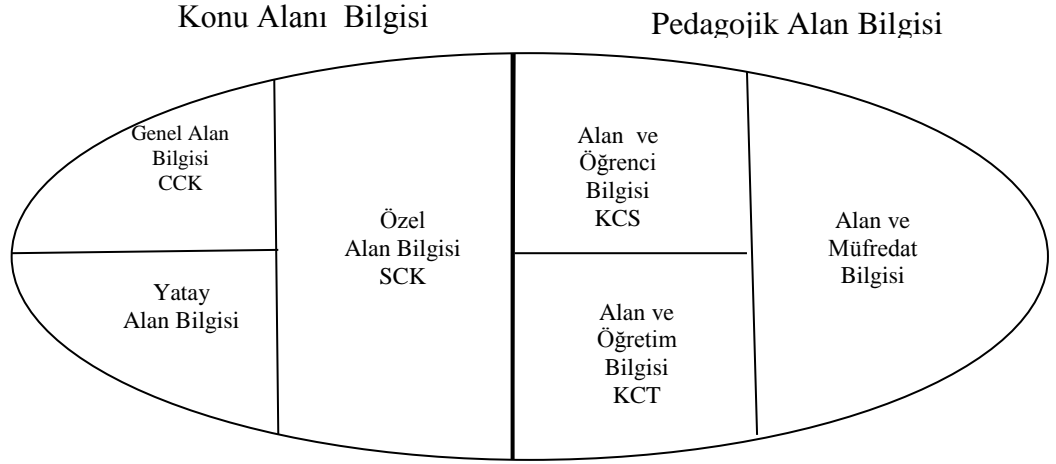 Konu Alanı Bilgisi
Pedagojik Alan Bilgisi
Genel Alan
Bilgisi
CCK
Yatay
Alan Bilgisi
Özel
Alan Bilgisi
SCK
Alan ve
Öğrenci
Bilgisi
KCS
Alan ve
Öğretim
Bilgisi
KCT
Alan ve
Müfredat
Bilgisi